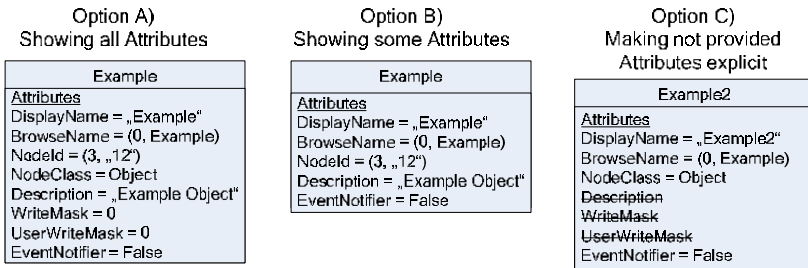 Option A)
Showing all Attributes
Example
Attributes
DisplayName = „Example“
BrowseName = (0, Example)
NodeId = (3, „12“)
NodeClass = Object
Description = „Example Object“
WriteMask = 0
UserWriteMask = 0
EventNotifier = False
Option B)
Showing some Attributes
Example
Attributes
DisplayName = „Example“
BrowseName = (0, Example)
NodeId = (3, „12“)
Description = „Example Object“
EventNotifier = False
Option C)
Making not provided
Attributes explicit
Example2
Attributes
DisplayName = „Example2“
BrowseName = (0, Example)
NodeClass = Object
Description
WriteMask
UserWriteMask
EventNotifier = False